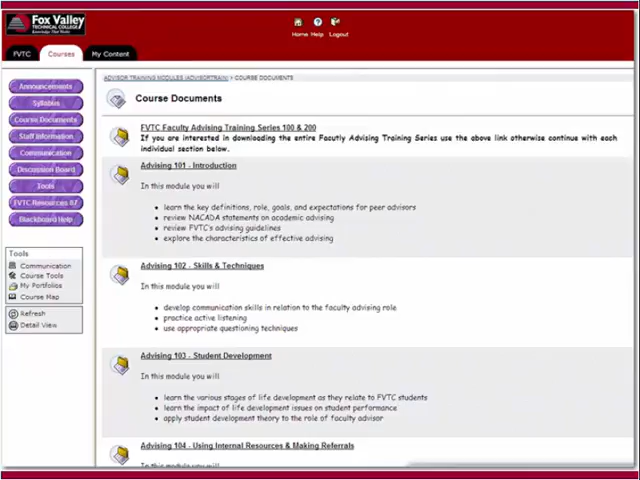 Fox Valley
TECHNICAL COLLEGE
Knowledge That Works
Home Help Logout
FVTC Courses My Content
ADVISOR TRAINING MODULES (ADVISORTRAIN) > COURSE DOCUMENTS
Announcements
Syllabus
Course Documents
Staff Information
Communication
Discussion Board
Tools
FVTC Resources 07
Blackboard Help
Tools
Communication
Course Tools
My Portfolios
Course Map
Refresh
Detail View
Course Documents
FVTC Faculty Advising Training Series 100 & 200
If you are interested in downloading the entire Facutly Advising Training Series use the above link otherwise continue with each
individual section below.
Advising 101 - Introduction
In this module you will
• learn the key definitions, role, goals, and expectations for peer advisors
• review NACADA statements on academic advising
• review FVTC's advising guidelines
• explore the characteristics of effective advising
Advising 102 - Skills & Techniques
In this module you will
• develop communication skills in relation to the faculty advising role
• practice active listening
• use appropriate questioning techniques
Advising 103 - Student Development
In this module you will
• learn the various stages of life development as they relate to FVTC students
• learn the impact of life development issues on student performance
• apply student development theory to the role of faculty advisor
Advising 104 - Using Internal Resources & Making Referrals
In this module you will